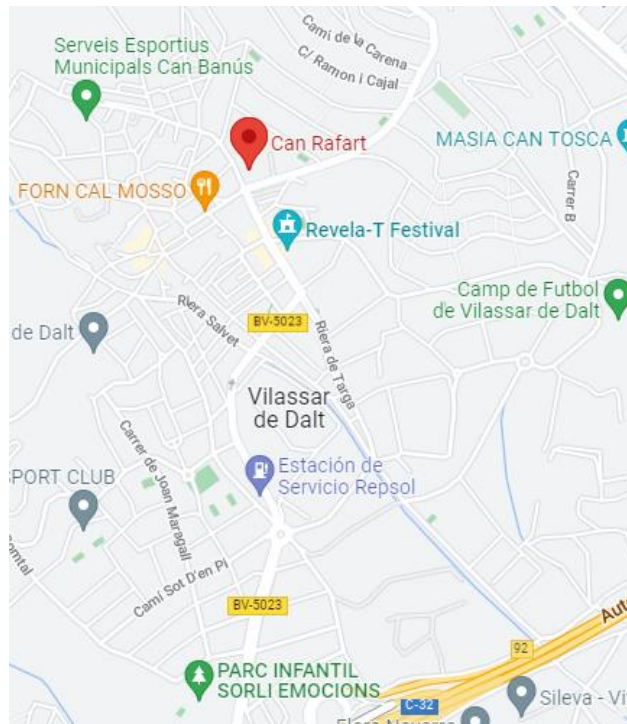 Camí de la Carena
C/ Ramon i Cajal
Serveis Esportius
Municipals Can Banús
Can Rafart
MASIA CAN TOSCA
Carrer B
FORN CAL MOSSO
Revela-T Festival
Camp de Futbol
de Vilassar de Dalt
Riera Salvet
BV-5023
Riera de Targa
de Dalt
Vilassar
de Dalt
Carrer de Joan Maragall
Estación de
Servicio Repsol
SPORT CLUB
Camí Sot D'en Pi
BV-5023
92
PARC INFANTIL
SORLI EMOCIONS
C-32
Sileva - Vi